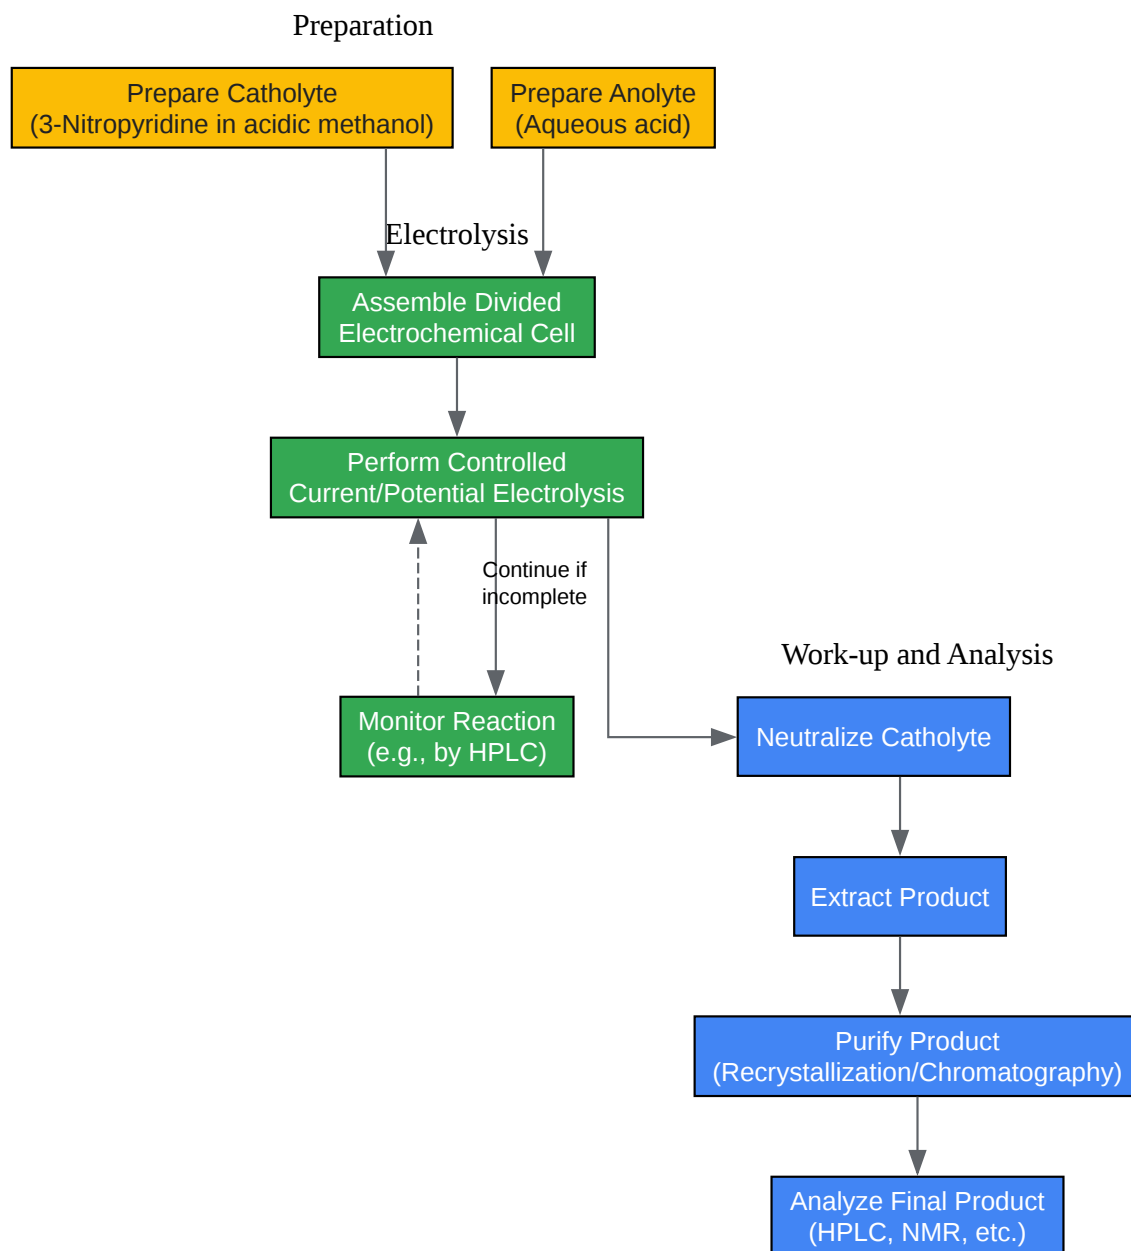 Preparation
Prepare Catholyte
(3-Nitropyridine in acidic methanol)
Prepare Anolyte
(Aqueous acid)
Electrolysis
Assemble Divided
Electrochemical Cell
Perform Controlled
Current/Potential Electrolysis
Continue if
incomplete
Monitor Reaction
(e.g., by HPLC)
Work-up and Analysis
Neutralize Catholyte
Extract Product
Purify Product
(Recrystallization/Chromatography)
Analyze Final Product
(HPLC, NMR, etc.)